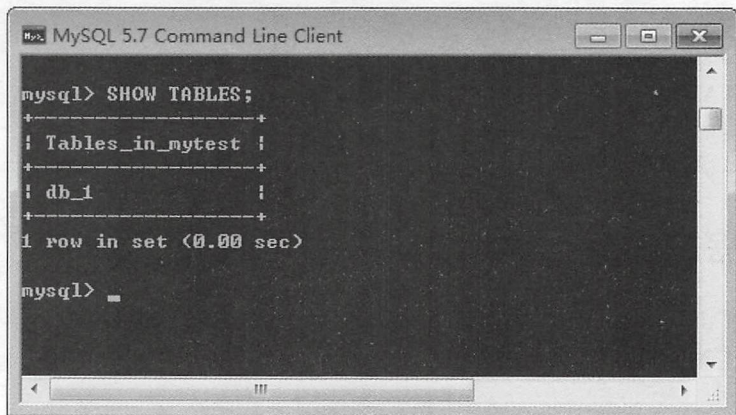 MySQL 5.7 Command Line Client
mysql> SHOW TABLES;
+------------------+
| Tables_in_mytest |
+------------------+
| db_1             |
+------------------+
1 row in set (0.00 sec)
mysql>